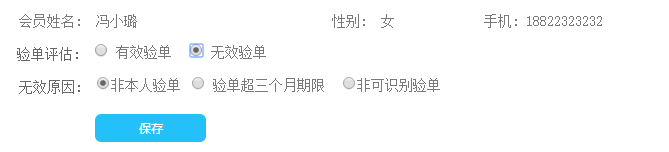 会员姓名： 冯小璐 性别： 女 手机：18822323232
验单评估： 有效验单 无效验单
无效原因： 非本人验单 验单超三个月期限 非可识别验单
保存